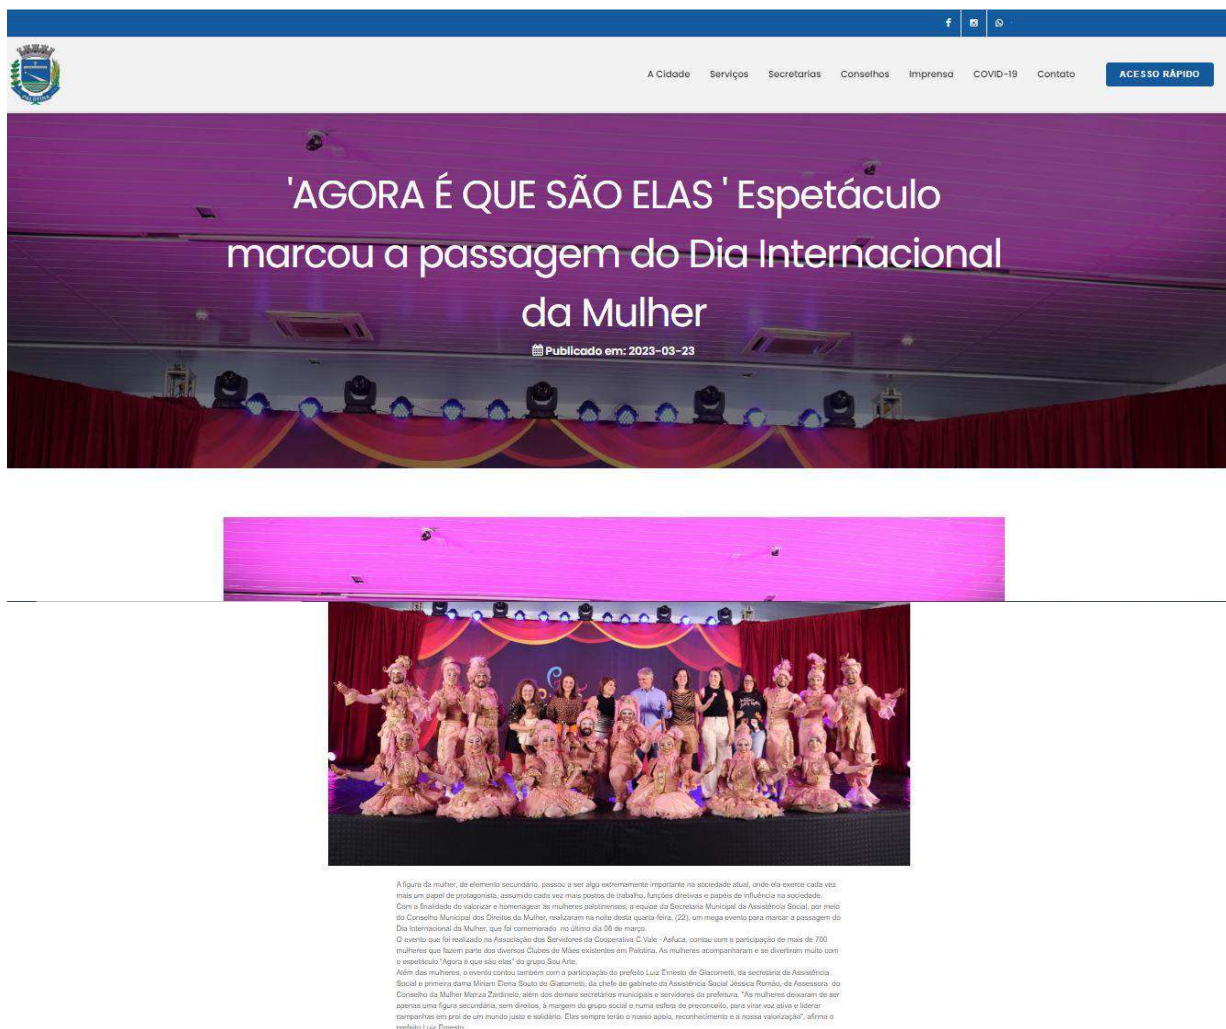 A Cidade Serviços Secretarias Conselhos Imprensa COVID-19 Contato ACESSO RÁPIDO
PALOTINA
'AGORA É QUE SÃO ELAS ' Espetáculo
marcou a passagem do Dia Internacional
da Mulher
Publicado em: 2023-03-23
A figura da mulher, de elemento secundário, passou a ser algo extremamente importante na sociedade atual, onde ela exerce cada vez
mais um papel de protagonista, assumido cada vez mais postos de trabalho, funções diretivas e papéis de influência na sociedade.
Com a finalidade de valorizar e homenagear as mulheres palotinenses, a equipe da Secretaria Municipal da Assistência Social, por meio
do Conselho Municipal dos Direitos da Mulher, realizaram na noite desta quarta-feira, (22), um mega evento para marcar a passagem do
Dia Internacional da Mulher, que foi comemorado no último dia 08 de março.
O evento que foi realizado na Associação dos Servidores da Cooperativa C.Vale - Asfuca, contou com a participação de mais de 700
mulheres que fazem parte dos diversos Clubes de Mães existentes em Palotina. As mulheres acompanharam e se divertiram muito com
o espetáculo "Agora é que são elas" do grupo Sou Arte.
Além das mulheres, o evento contou também com a participação do prefeito Luiz Ernesto de Giacometti, da secretária da Assistência
Social e primeira dama Miriam Elena Souto de Giacometti, da chefe de gabinete da Assistência Social Jéssica Romão, da Assessora do
Conselho da Mulher Mariza Zardinelo, além dos demais secretários municipais e servidores da prefeitura. "As mulheres deixaram de ser
apenas uma figura secundária, sem direitos, à margem do grupo social e numa esfera de preconceito, para virar voz ativa e liderar
campanhas em prol de um mundo justo e solidário. Elas sempre terão o nosso apoio, reconhecimento e a nossa valorização", afirma o
prefeito Luiz Ernesto